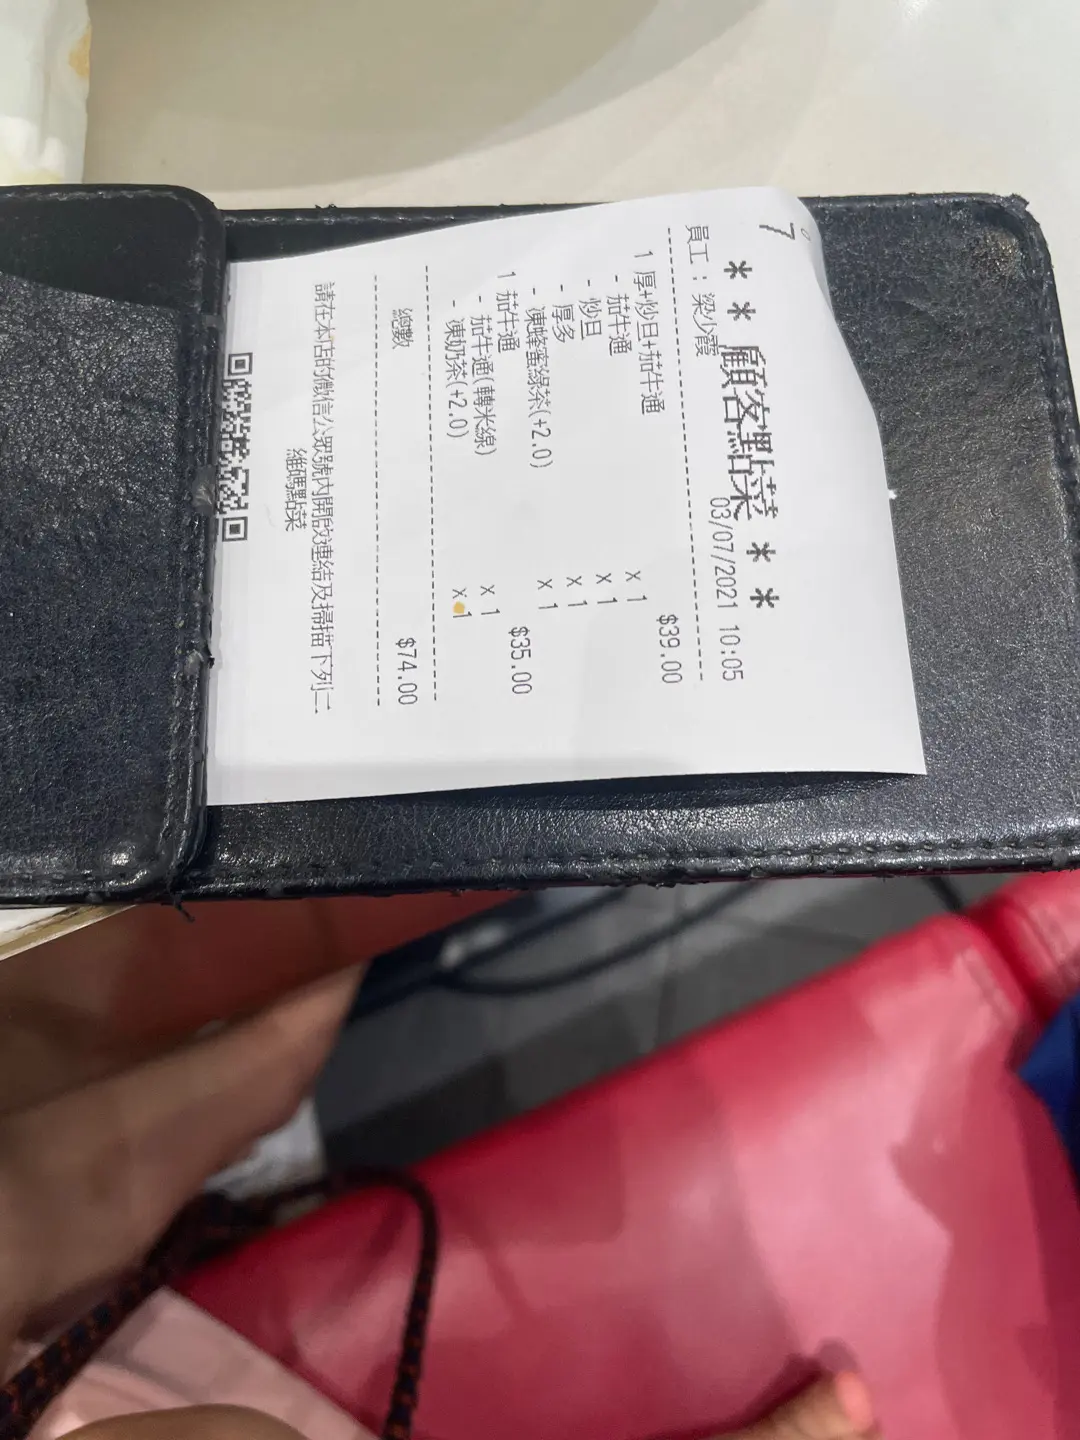 7
* * 顧客點菜 * *
03/07/2021 10:05
員工：梁少霞
1 厚+炒旦+茄牛通 $39.00
- 茄牛通 x 1
- 炒旦 x 1
- 厚多 x 1
- 凍蜂蜜綠茶(+2.0) x 1
1 茄牛通 $35.00
- 茄牛通(轉米線) x 1
- 凍奶茶(+2.0) x 1
總數 $74.00
請在本店的微信公眾號內開啟連結及掃描下列二
維碼點菜